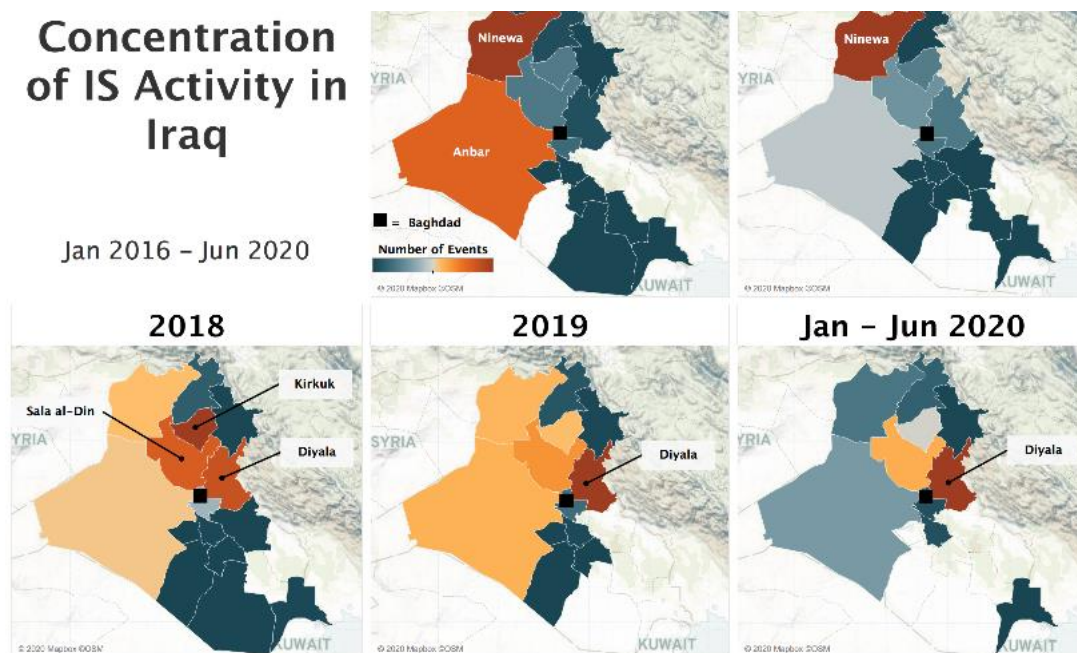 Concentration
of IS Activity in
Iraq
Jan 2016 – Jun 2020
Ninewa
SYRIA
Anbar
■ = Baghdad
Number of Events
© 2020 Mapbox ©OSM
KUWAIT
Ninewa
SYRIA
© 2020 Mapbox ©OSM
KUWAIT
2018
Kirkuk
Sala al-Din
SYRIA
Diyala
© 2020 Mapbox ©OSM
KUWAIT
2019
SYRIA
Diyala
© 2020 Mapbox ©OSM
KUWAIT
Jan – Jun 2020
SYRIA
Diyala
© 2020 Mapbox ©OSM
KUWAIT